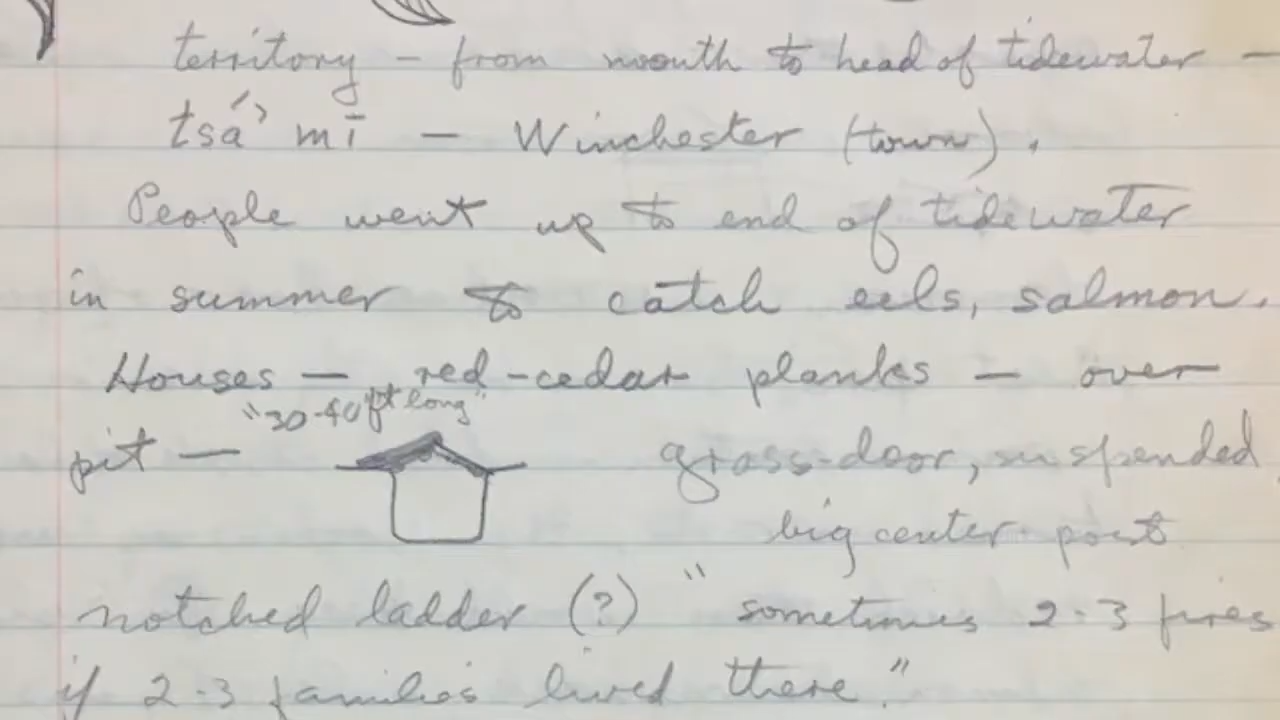 territory – from mouth to head of tidewater –
tsá' mī – Winchester (town).
People went up to end of tidewater
in summer to catch eels, salmon.
Houses – red-cedar planks – over
"30-40 ft long"
pit – grass-door, suspended
big center post
notched ladder (?) "sometimes 2-3 fires
if 2-3 families lived there."